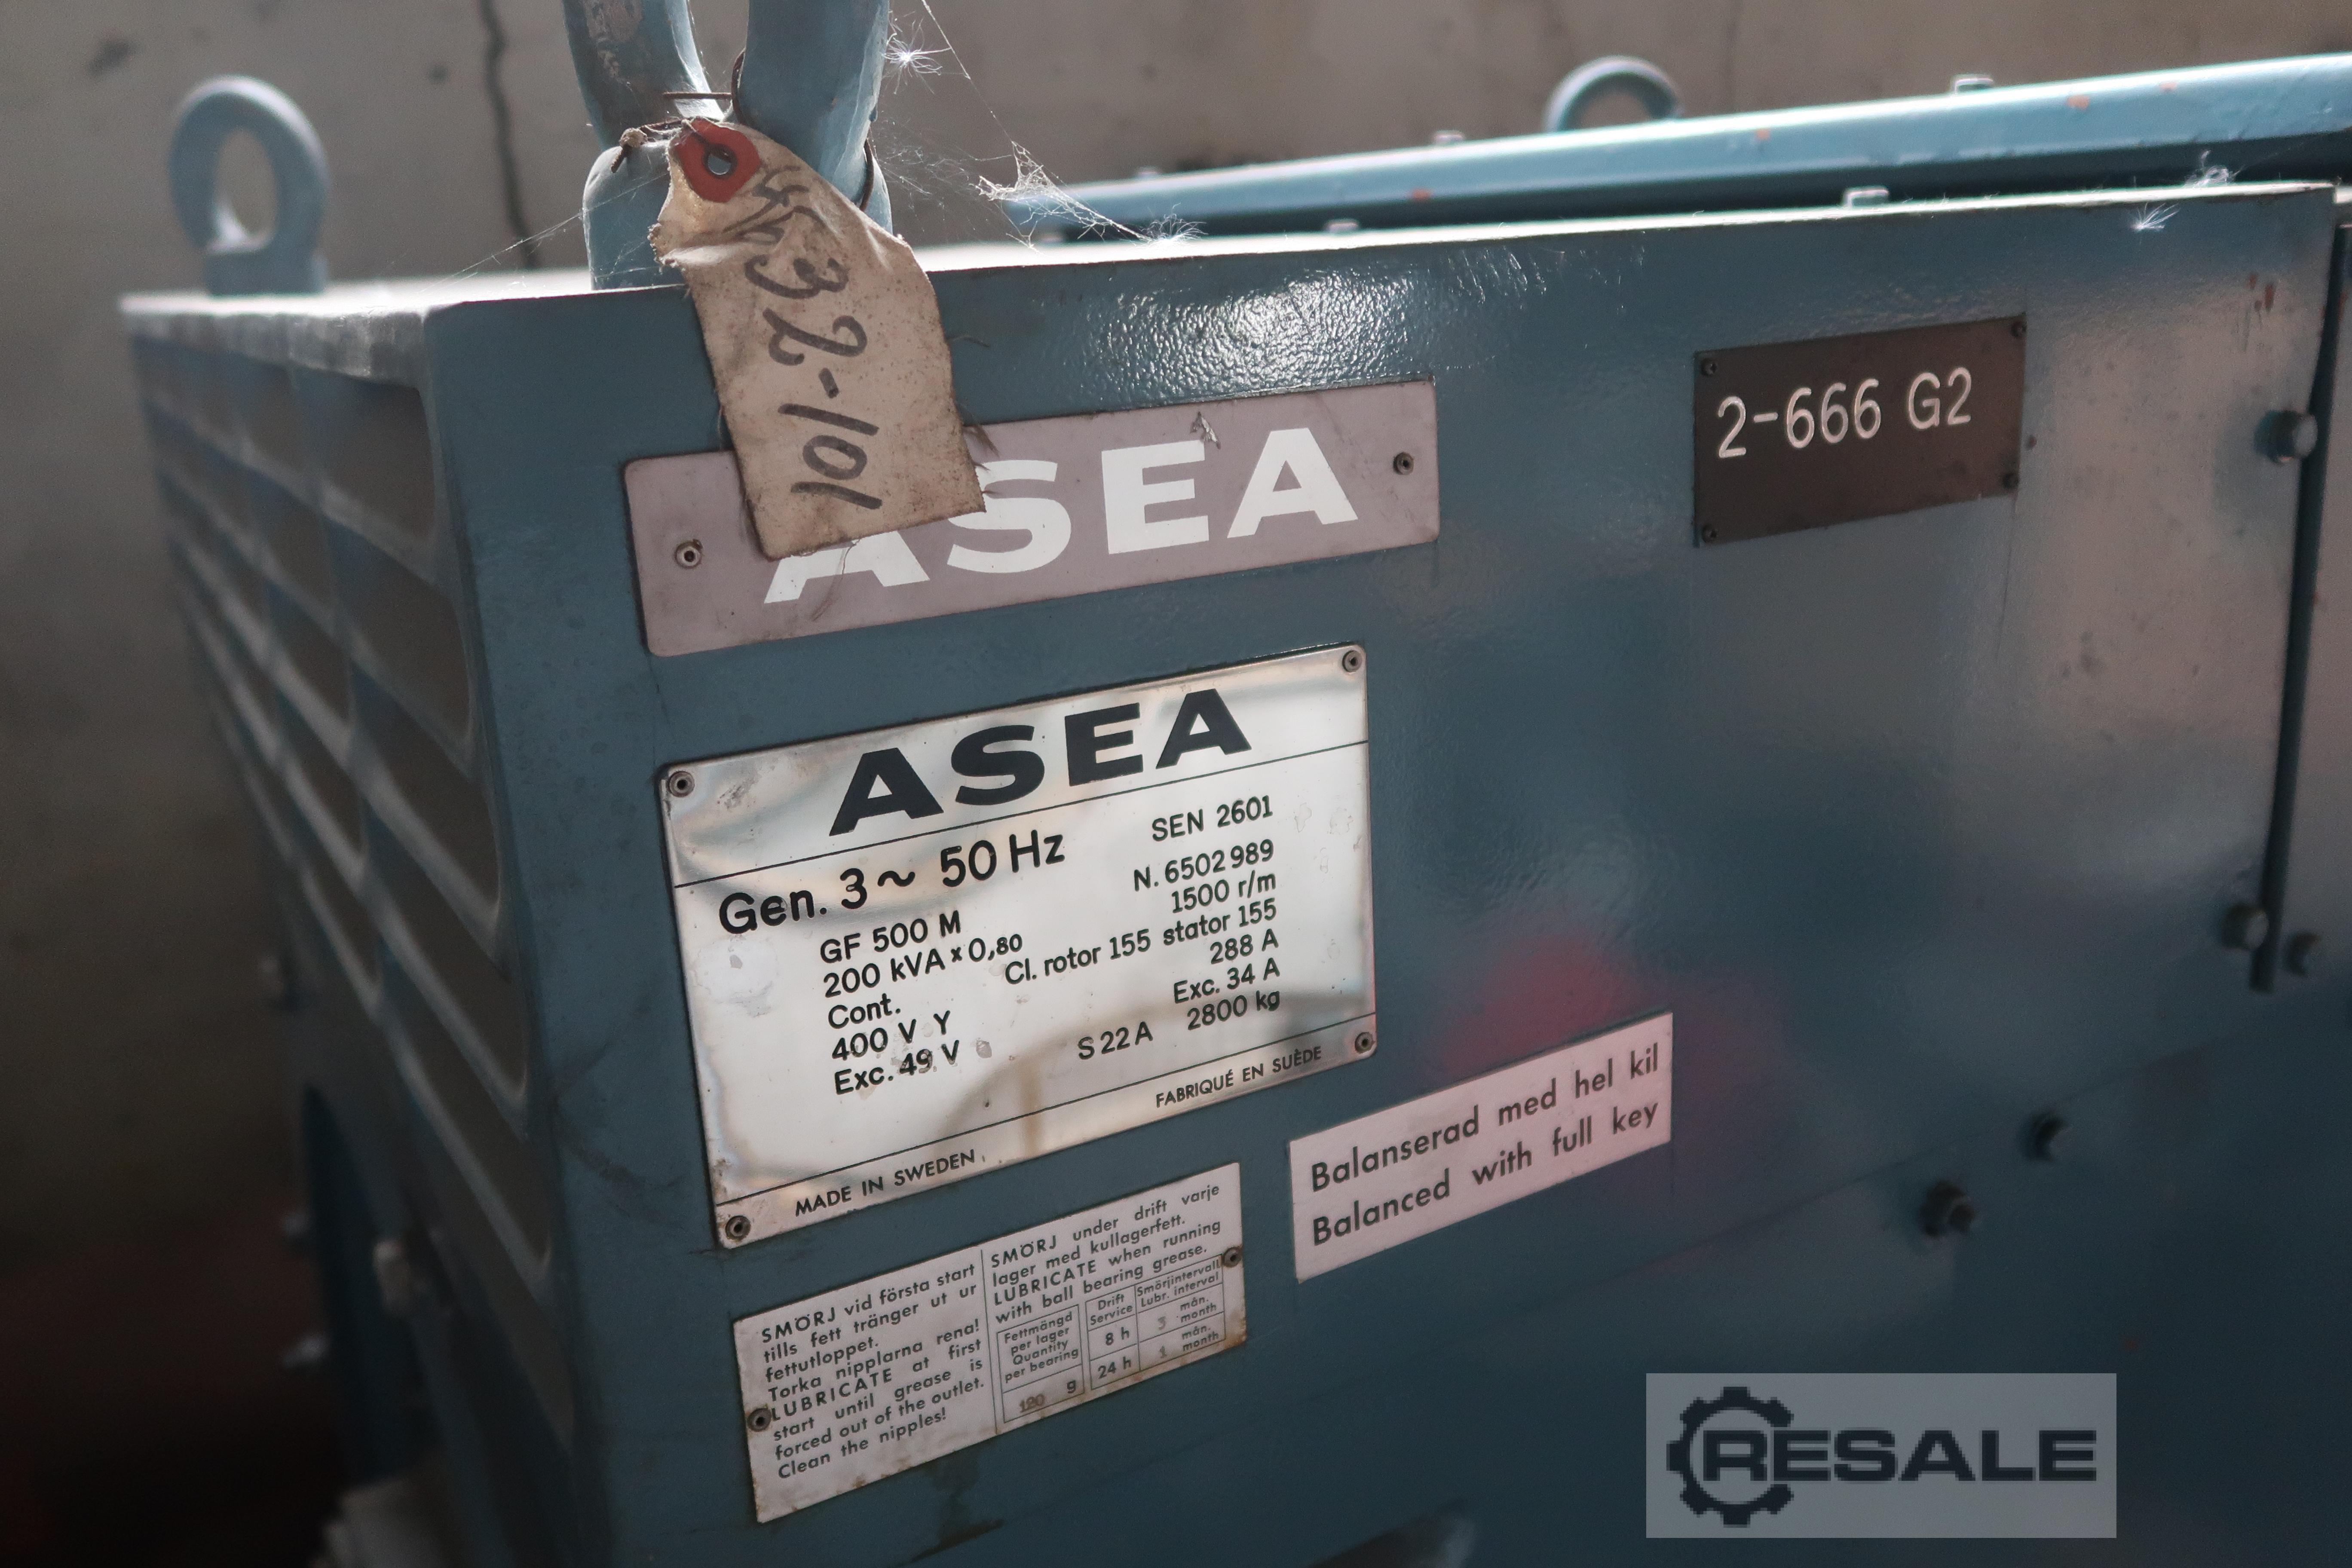 432-101
ASEA
2-666 G2
ASEA
Gen. 3~ 50 Hz
SEN 2601
GF 500 M
N. 6502 989
200 kVA x 0,80
1500 r/m
Cont.
Cl. rotor 155 stator 155
400 V Y
288 A
Exc. 49 V
Exc. 34 A
S 22 A 2800 kg
MADE IN SWEDEN
FABRIQUÉ EN SUÈDE
Balanserad med hel kil
Balanced with full key
SMÖRJ vid första start
tills fett tränger ut ur
fettutloppet.
Torka nipplarna rena!
LUBRICATE at first
start until grease is
forced out of the outlet.
Clean the nipples!
SMÖRJ under drift varje
lager med kullagerfett.
LUBRICATE when running
with ball bearing grease.
Fettmängd
per lager
Quantity
per bearing
120 g
Drift
Service
8 h
24 h
Smörjintervall
Lubr. interval
3 mån.
month
1 mån.
month
RESALE